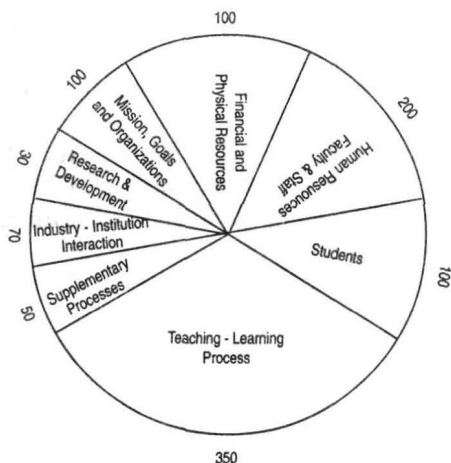 100
Financial and
Physical Resources
200
Human Resuouces
Faculty & Staff
Students
100
Teaching - Learning
Process
350
Supplementary
Processes
50
Industry - Institution
Interaction
70
Research &
Development
30
Mission, Goals
and Organizations
100